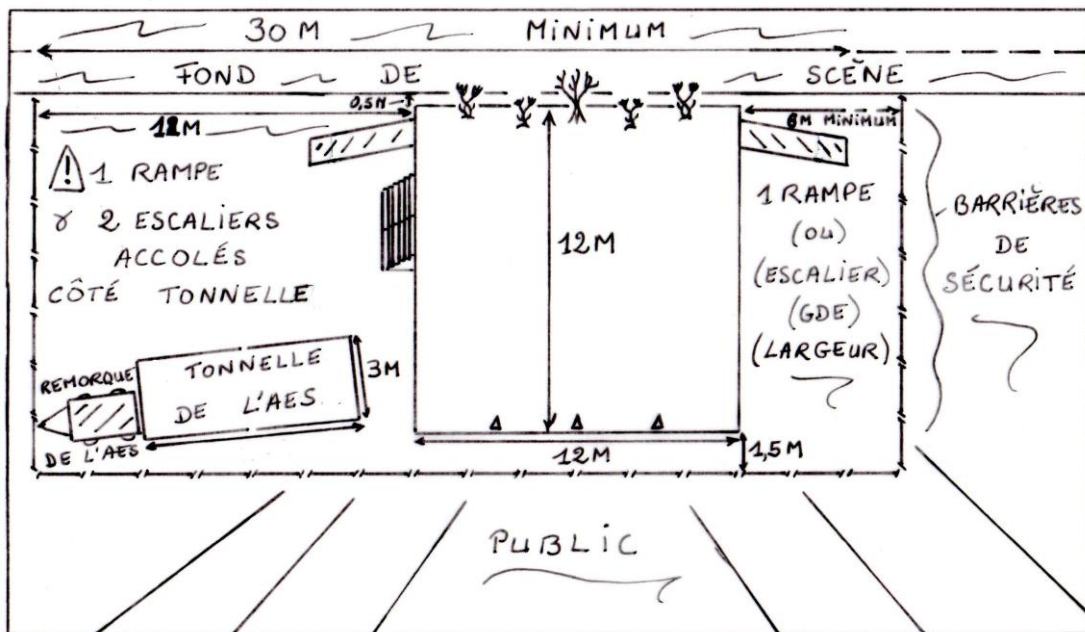 30 M MINIMUM
FOND DE SCÈNE
0,5M
12M
6M MINIMUM
1 RAMPE
& 2 ESCALIERS
ACCOLÉS
CÔTÉ TONNELLE
12M
1 RAMPE
(OU)
(ESCALIER)
(GDE)
(LARGEUR)
BARRIÈRES
DE
SÉCURITÉ
REMORQUE
DE L'AES
TONNELLE
DE L'AES
3M
12M
1,5M
PUBLIC